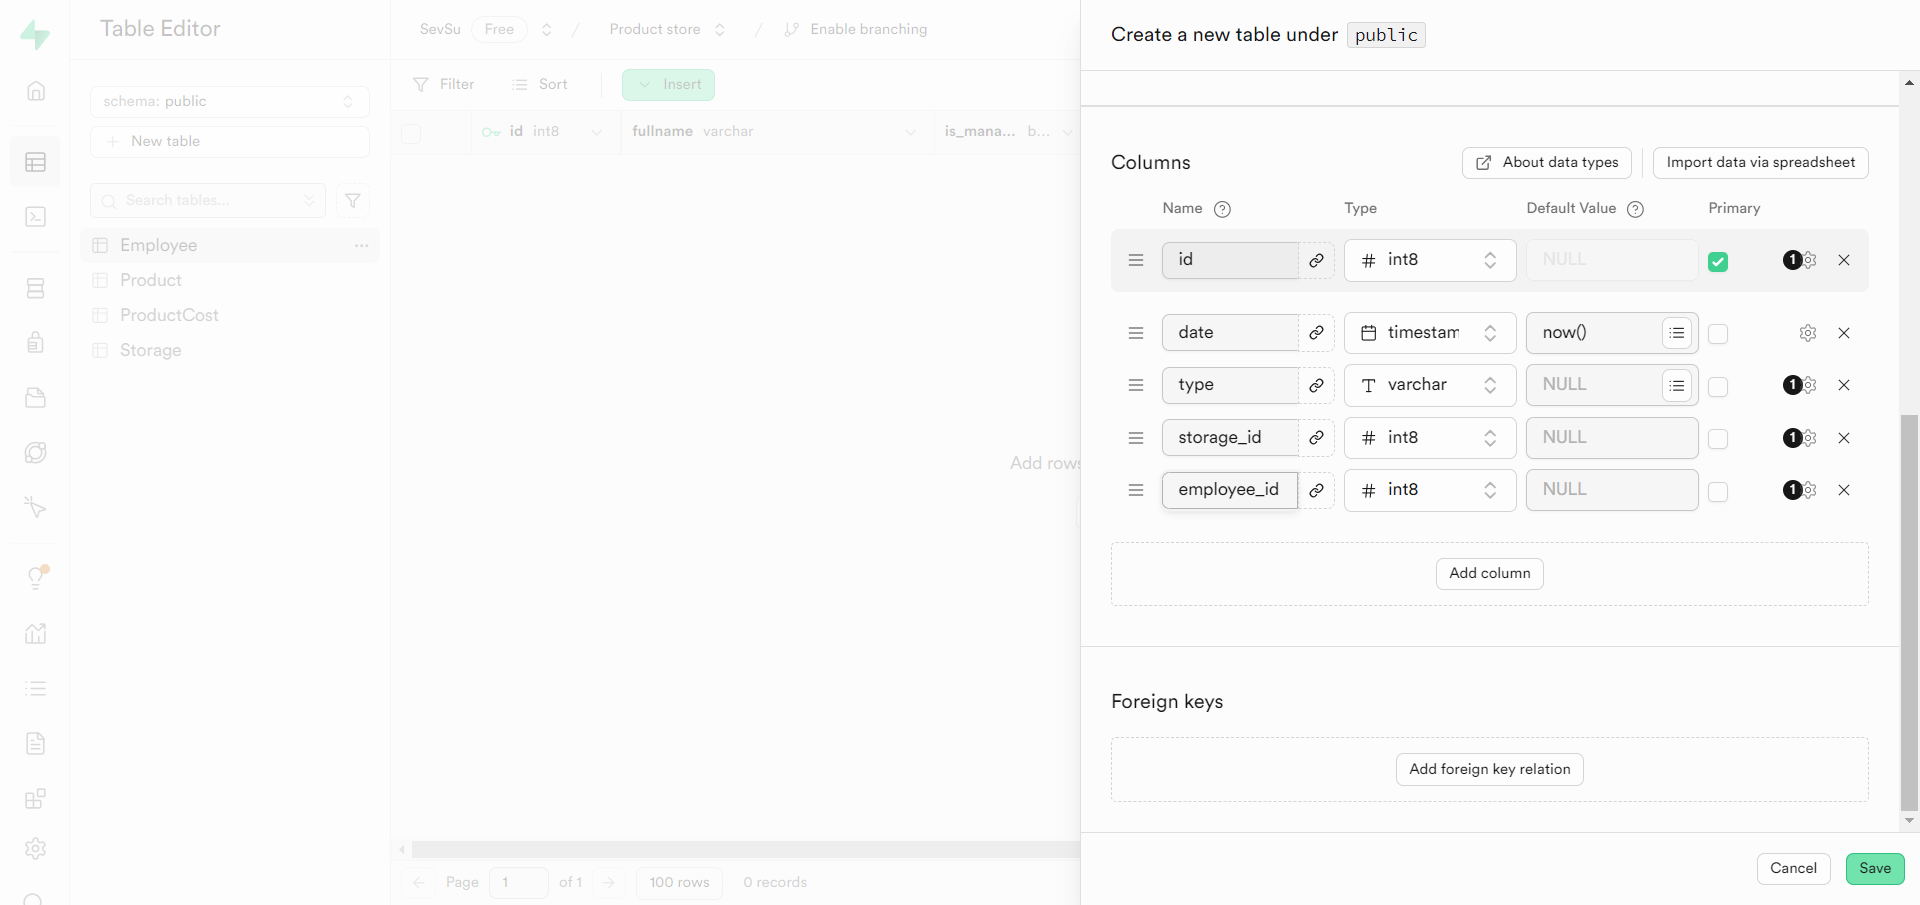 Table Editor
schema: public
New table
Search tables...
Employee
Product
ProductCost
Storage
SevSu Free / Product store / Enable branching
Filter Sort Insert
id int8 fullname varchar is_mana... b...
Add rows
Page 1 of 1 100 rows 0 records
Create a new table under public
Columns About data types Import data via spreadsheet
Name Type Default Value Primary
id # int8 NULL 1
date timestam now()
type T varchar NULL 1
storage_id # int8 NULL 1
employee_id # int8 NULL 1
Add column
Foreign keys
Add foreign key relation
Cancel Save